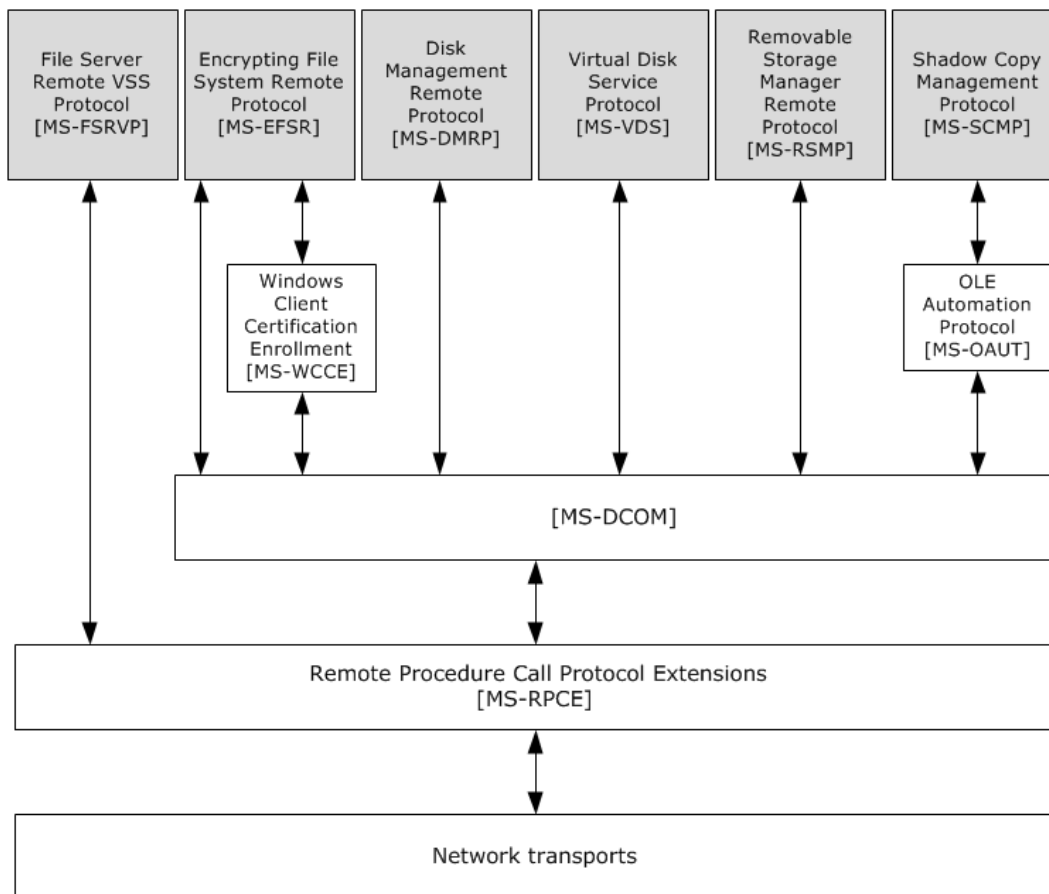 File Server
Remote VSS
Protocol
[MS-FSRVP]
Encrypting File
System Remote
Protocol
[MS-EFSR]
Disk
Management
Remote
Protocol
[MS-DMRP]
Virtual Disk
Service
Protocol
[MS-VDS]
Removable
Storage
Manager
Remote
Protocol
[MS-RSMP]
Shadow Copy
Management
Protocol
[MS-SCMP]
Windows
Client
Certification
Enrollment
[MS-WCCE]
OLE
Automation
Protocol
[MS-OAUT]
[MS-DCOM]
Remote Procedure Call Protocol Extensions
[MS-RPCE]
Network transports